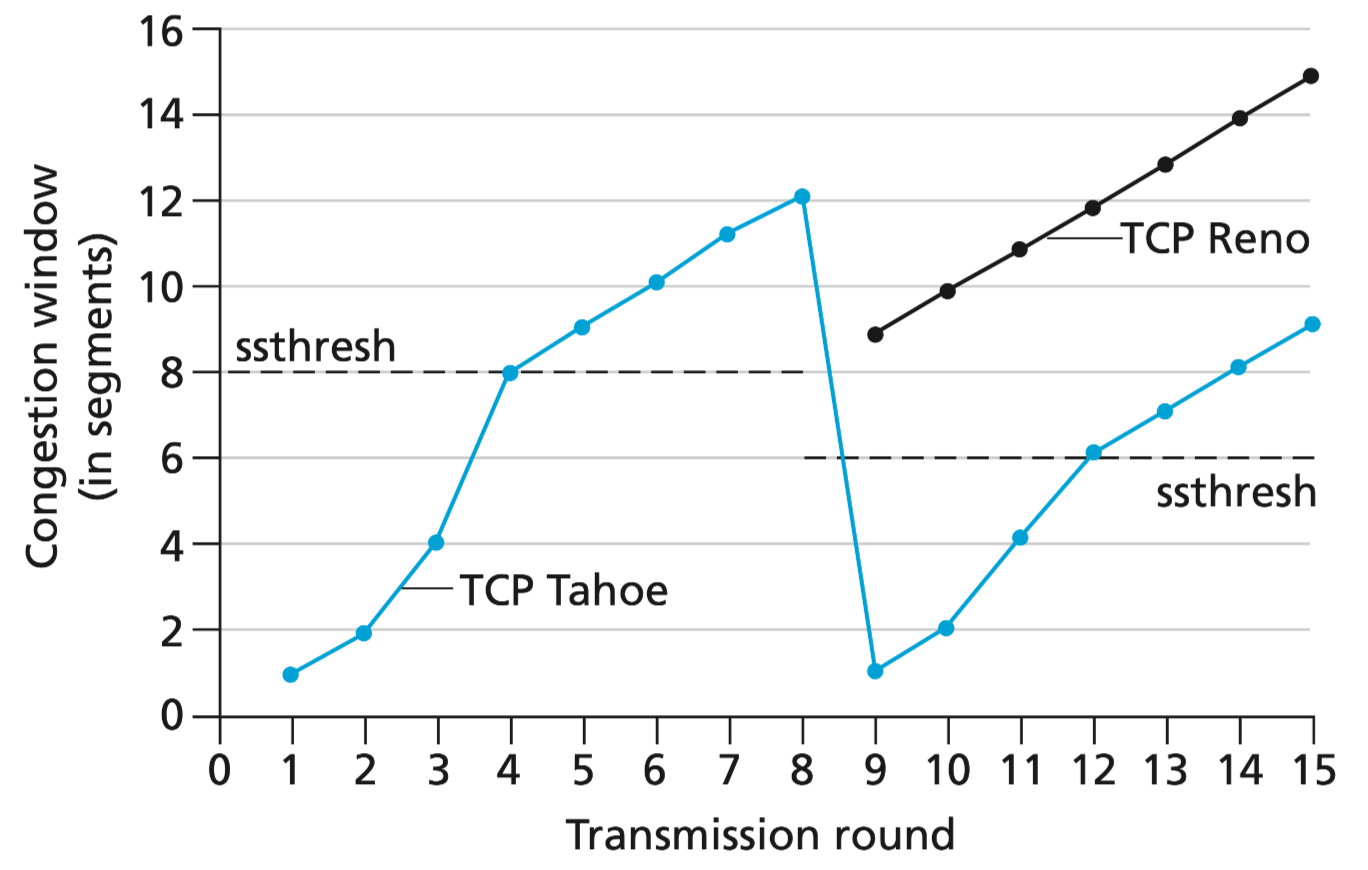 16
14
12
10
8
6
4
2
0
Congestion window
(in segments)
ssthresh
TCP Reno
ssthresh
TCP Tahoe
0 1 2 3 4 5 6 7 8 9 10 11 12 13 14 15
Transmission round